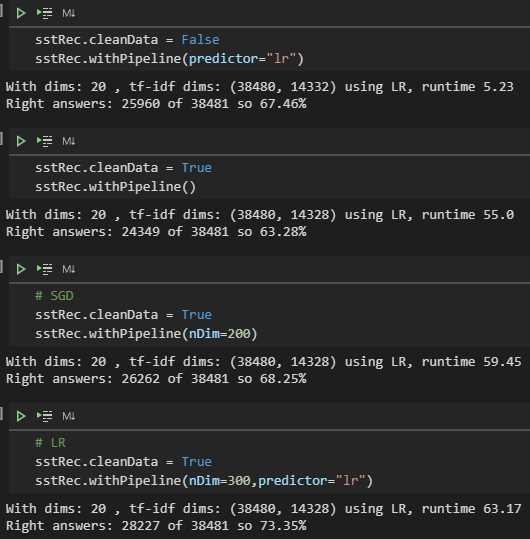 ] M↓
sstRec.cleanData = False
sstRec.withPipeline(predictor="lr")
With dims: 20 , tf-idf dims: (38480, 14332) using LR, runtime 5.23
Right answers: 25960 of 38481 so 67.46%
] M↓
sstRec.cleanData = True
sstRec.withPipeline()
With dims: 20 , tf-idf dims: (38480, 14328) using LR, runtime 55.0
Right answers: 24349 of 38481 so 63.28%
] M↓
# SGD
sstRec.cleanData = True
sstRec.withPipeline(nDim=200)
With dims: 20 , tf-idf dims: (38480, 14328) using LR, runtime 59.45
Right answers: 26262 of 38481 so 68.25%
] M↓
# LR
sstRec.cleanData = True
sstRec.withPipeline(nDim=300,predictor="lr")
With dims: 20 , tf-idf dims: (38480, 14328) using LR, runtime 63.17
Right answers: 28227 of 38481 so 73.35%